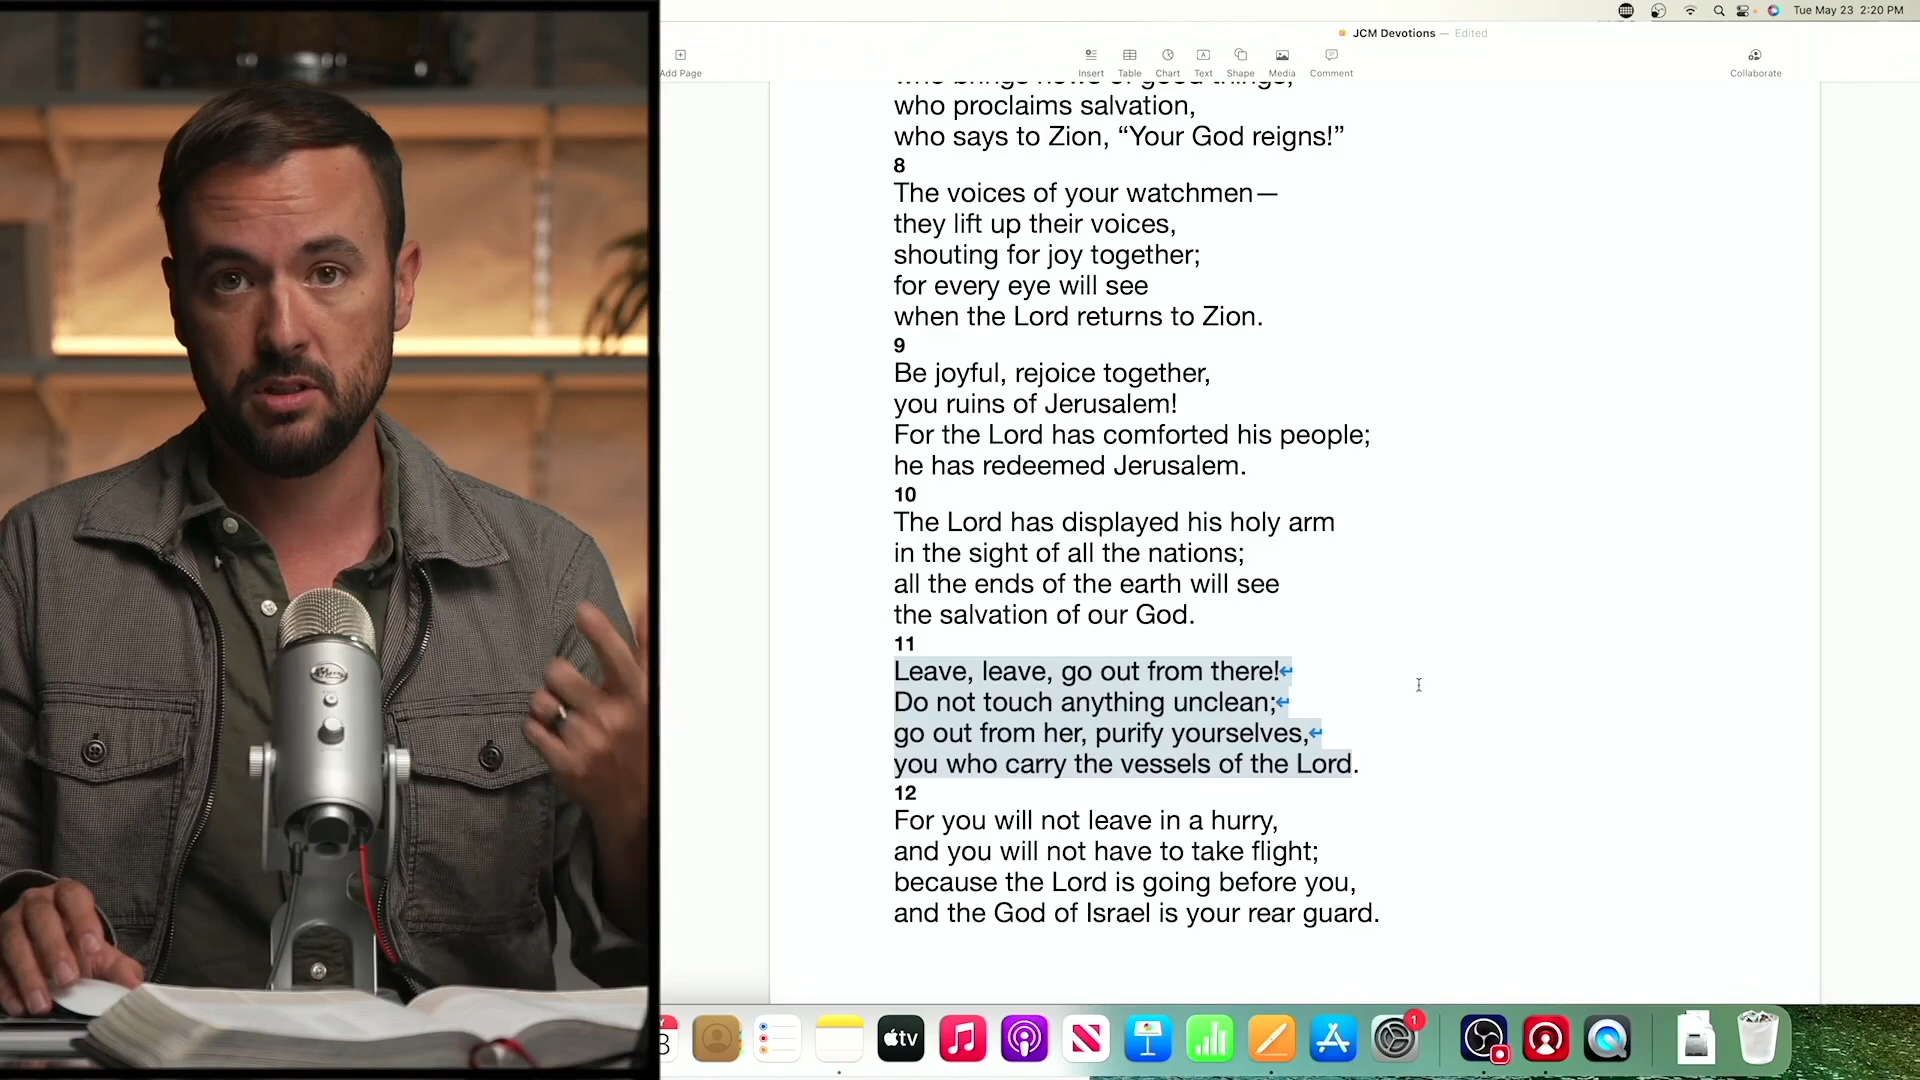 Tue May 23 2:20 PM
JCM Devotions — Edited
Add Page
Insert
Table
Chart
Text
Shape
Media
Comment
Collaborate
who brings news of good things,
who proclaims salvation,
who says to Zion, “Your God reigns!”
8
The voices of your watchmen—
they lift up their voices,
shouting for joy together;
for every eye will see
when the Lord returns to Zion.
9
Be joyful, rejoice together,
you ruins of Jerusalem!
For the Lord has comforted his people;
he has redeemed Jerusalem.
10
The Lord has displayed his holy arm
in the sight of all the nations;
all the ends of the earth will see
the salvation of our God.
11
Leave, leave, go out from there!
Do not touch anything unclean;
go out from her, purify yourselves,
you who carry the vessels of the Lord.
12
For you will not leave in a hurry,
and you will not have to take flight;
because the Lord is going before you,
and the God of Israel is your rear guard.
tv
1